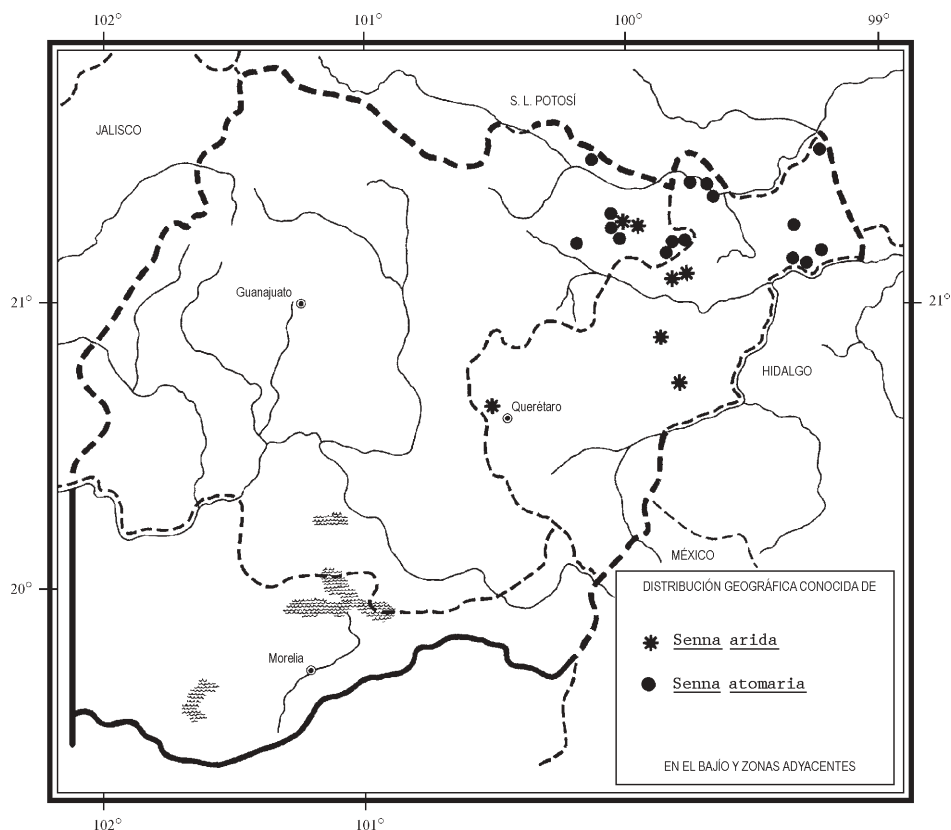 102°
101°
100°
99°
S. L. POTOSÍ
JALISCO
Guanajuato
21°
21°
HIDALGO
Querétaro
MÉXICO
20°
DISTRIBUCIÓN GEOGRÁFICA CONOCIDA DE
Senna arida
Morelia
Senna atomaria
EN EL BAJÍO Y ZONAS ADYACENTES
102°
101°